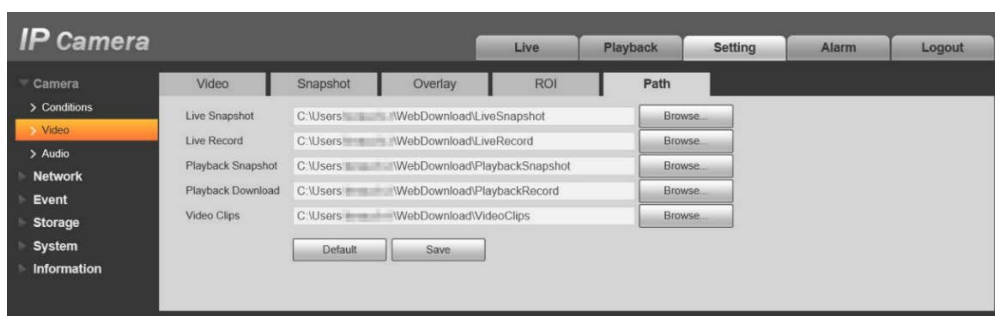 IP Camera
Live Playback Setting Alarm Logout
Camera
Conditions
Video
Audio
Network
Event
Storage
System
Information
Video Snapshot Overlay ROI Path
Live Snapshot C:\Users \WebDownload\LiveSnapshot Browse...
Live Record C:\Users \WebDownload\LiveRecord Browse...
Playback Snapshot C:\Users \WebDownload\PlaybackSnapshot Browse...
Playback Download C:\Users \WebDownload\PlaybackRecord Browse...
Video Clips C:\Users \WebDownload\VideoClips Browse...
Default Save